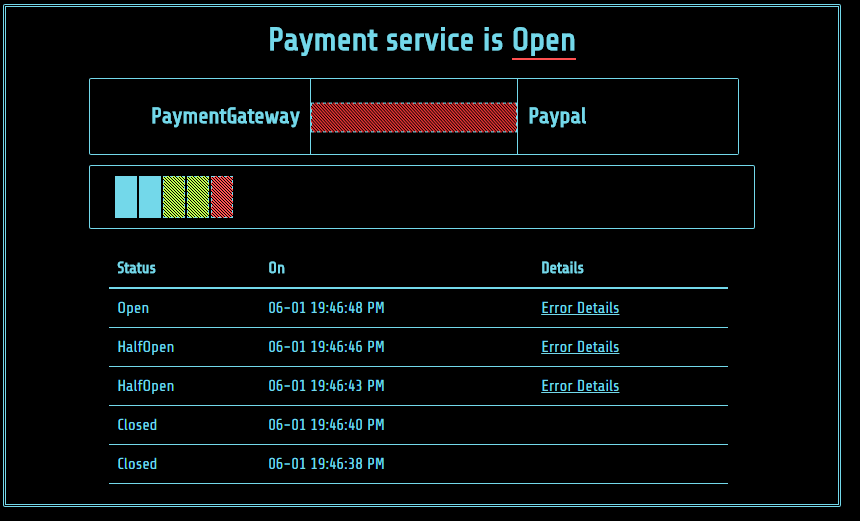 Payment service is Open
PaymentGateway Paypal
Status On Details
Open 06-01 19:46:48 PM Error Details
HalfOpen 06-01 19:46:46 PM Error Details
HalfOpen 06-01 19:46:43 PM Error Details
Closed 06-01 19:46:40 PM
Closed 06-01 19:46:38 PM